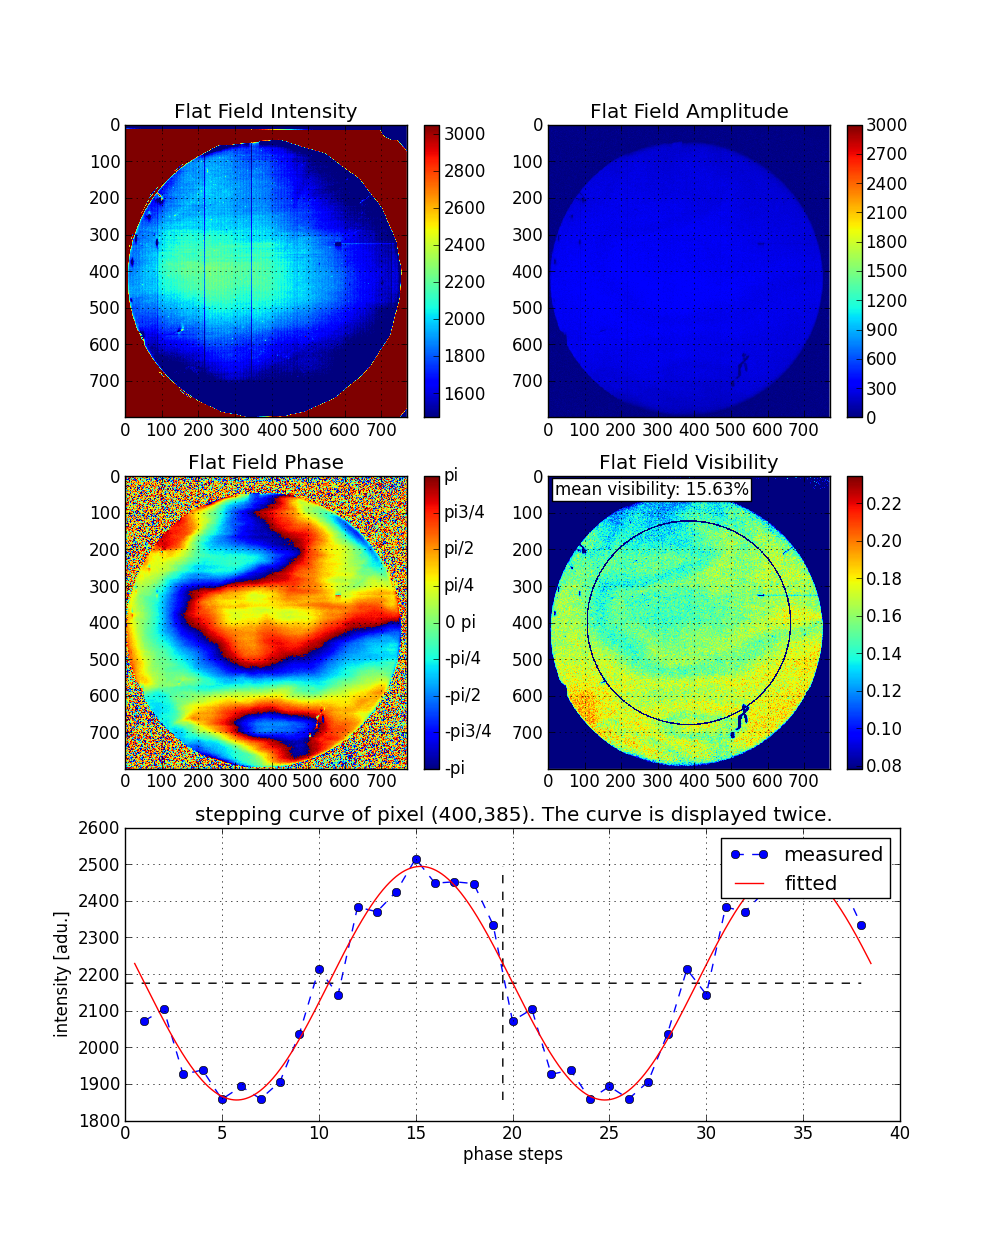 Flat Field Intensity
0
100
200
300
400
500
600
700
0 100 200 300 400 500 600 700
3000
2800
2600
2400
2200
2000
1800
1600
Flat Field Amplitude
0
100
200
300
400
500
600
700
0 100 200 300 400 500 600 700
3000
2700
2400
2100
1800
1500
1200
900
600
300
0
Flat Field Phase
0
100
200
300
400
500
600
700
0 100 200 300 400 500 600 700
pi
pi3/4
pi/2
pi/4
0 pi
-pi/4
-pi/2
-pi3/4
-pi
Flat Field Visibility
mean visibility: 15.63%
0
100
200
300
400
500
600
700
0 100 200 300 400 500 600 700
0.22
0.20
0.18
0.16
0.14
0.12
0.10
0.08
stepping curve of pixel (400,385). The curve is displayed twice.
2600
2500
2400
2300
2200
2100
2000
1900
1800
intensity [adu.]
measured
fitted
0 5 10 15 20 25 30 35 40
phase steps